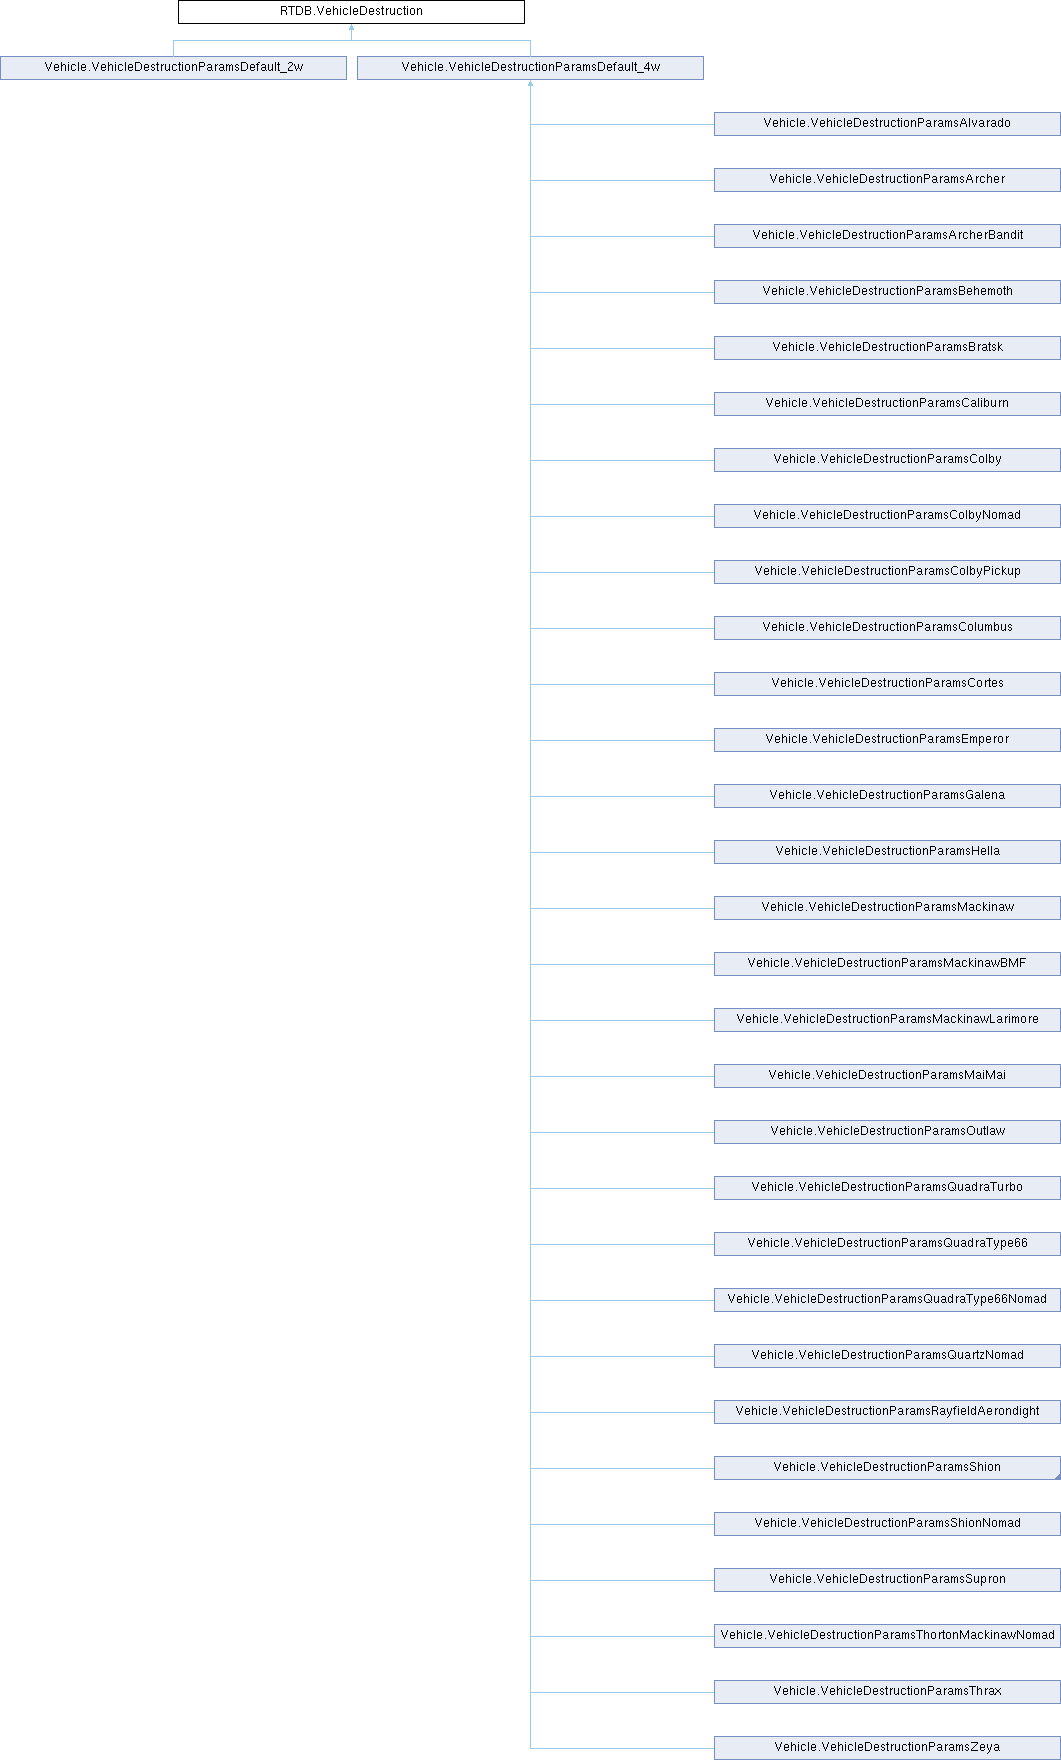 RTDB.VehicleDestruction
Vehicle.VehicleDestructionParamsDefault_2w
Vehicle.VehicleDestructionParamsDefault_4w
Vehicle.VehicleDestructionParamsAlvarado
Vehicle.VehicleDestructionParamsArcher
Vehicle.VehicleDestructionParamsArcherBandit
Vehicle.VehicleDestructionParamsBehemoth
Vehicle.VehicleDestructionParamsBratsk
Vehicle.VehicleDestructionParamsCaliburn
Vehicle.VehicleDestructionParamsColby
Vehicle.VehicleDestructionParamsColbyNomad
Vehicle.VehicleDestructionParamsColbyPickup
Vehicle.VehicleDestructionParamsColumbus
Vehicle.VehicleDestructionParamsCortes
Vehicle.VehicleDestructionParamsEmperor
Vehicle.VehicleDestructionParamsGalena
Vehicle.VehicleDestructionParamsHella
Vehicle.VehicleDestructionParamsMackinaw
Vehicle.VehicleDestructionParamsMackinawBMF
Vehicle.VehicleDestructionParamsMackinawLarimore
Vehicle.VehicleDestructionParamsMaiMai
Vehicle.VehicleDestructionParamsOutlaw
Vehicle.VehicleDestructionParamsQuadraTurbo
Vehicle.VehicleDestructionParamsQuadraType66
Vehicle.VehicleDestructionParamsQuadraType66Nomad
Vehicle.VehicleDestructionParamsQuartzNomad
Vehicle.VehicleDestructionParamsRayfieldAerondight
Vehicle.VehicleDestructionParamsShion
Vehicle.VehicleDestructionParamsShionNomad
Vehicle.VehicleDestructionParamsSupron
Vehicle.VehicleDestructionParamsThortonMackinawNomad
Vehicle.VehicleDestructionParamsThrax
Vehicle.VehicleDestructionParamsZeya